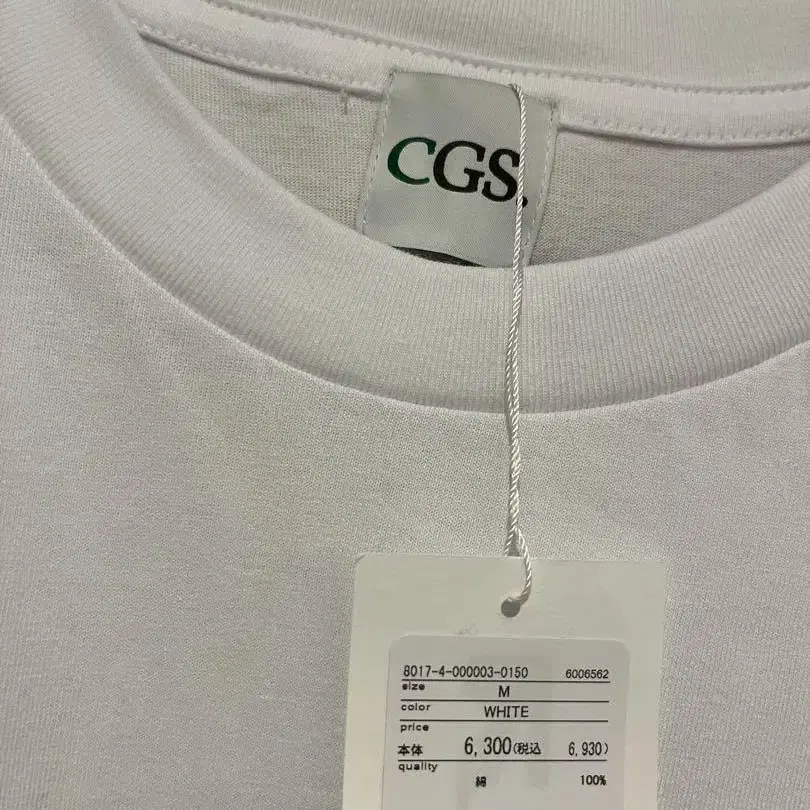 CGS.
8017-4-000003-0150 6006562
size M
color WHITE
price
本体 6,300(税込 6,930)
quality
綿 100%